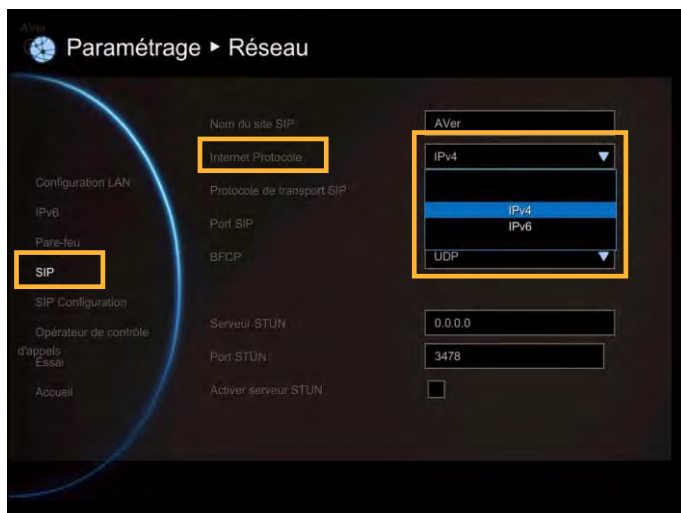 AVer
Paramétrage ▸ Réseau
Nom du site SIP
AVer
Internet Protocole
IPv4
Configuration LAN
Protocole de transport SIP
IPv6
IPv4
IPv6
Port SIP
Pare-feu
SIP
BFCP
UDP
SIP Configuration
Opérateur de contrôle
d'appels
Serveur STUN
0.0.0.0
Essai
Port STUN
3478
Accueil
Activer serveur STUN